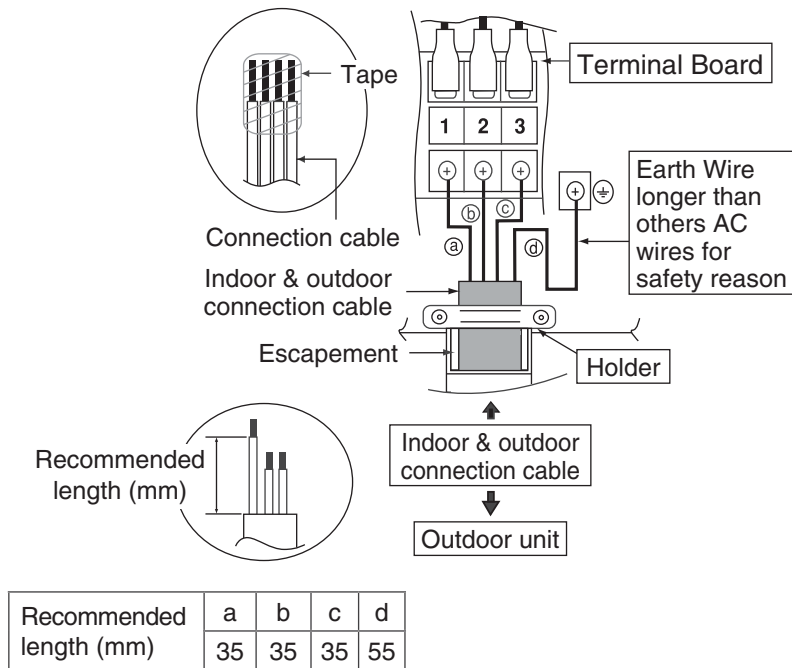 Tape
Terminal Board
1 2 3
Earth Wire
longer than
others AC
wires for
safety reason
ⓐ ⓑ ⓒ ⓓ
Connection cable
Indoor & outdoor
connection cable
Escapement
Holder
Recommended
length (mm)
Indoor & outdoor
connection cable
Outdoor unit
Recommended
length (mm)
a b c d
35 35 35 55